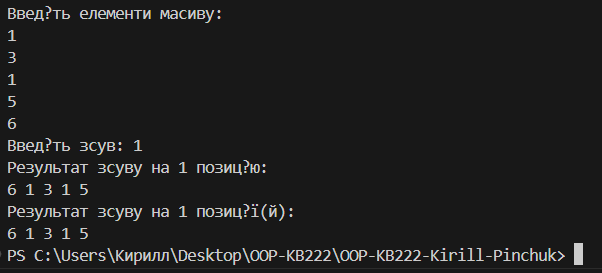 Введ?ть елементи масиву:
1
3
1
5
6
Введ?ть зсув: 1
Результат зсуву на 1 позиц?ю:
6 1 3 1 5
Результат зсуву на 1 позиц?ї(й):
6 1 3 1 5
PS C:\Users\Кирилл\Desktop\OOP-KB222\OOP-KB222-Kirill-Pinchuk>